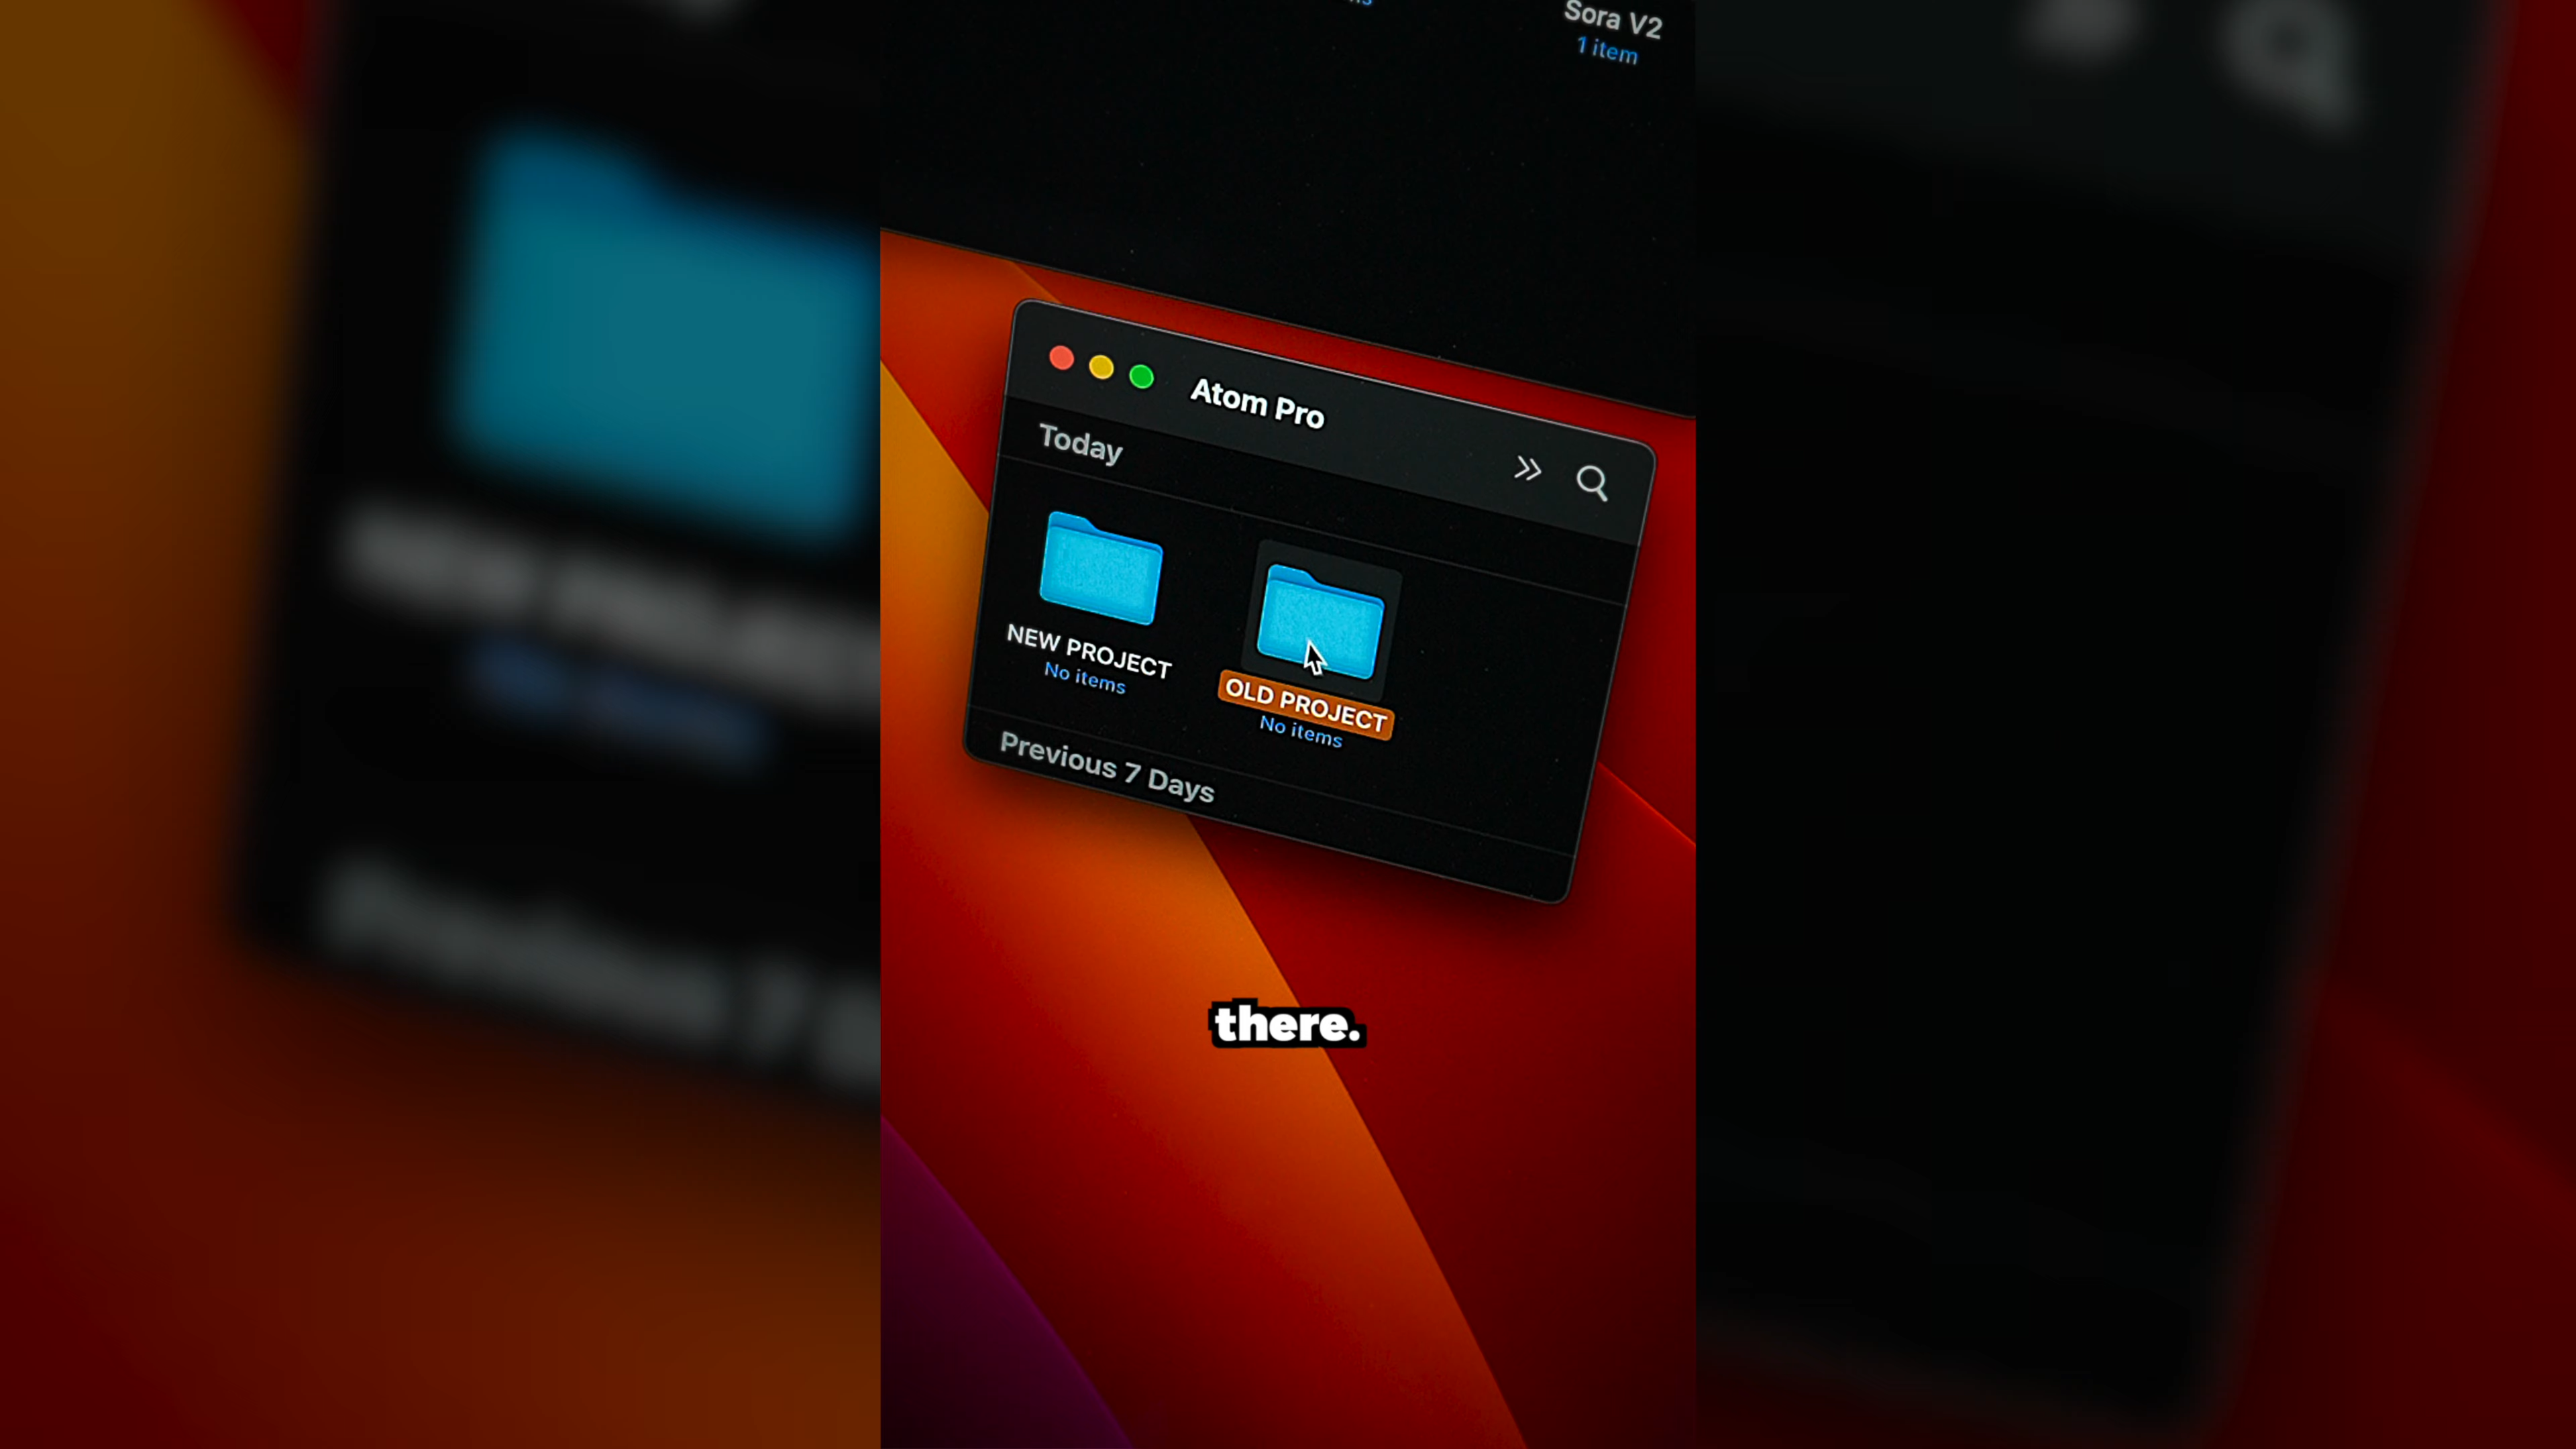 Sora V2
1 item
Atom Pro
Today
NEW PROJECT
No items
OLD PROJECT
No items
Previous 7 Days
there.